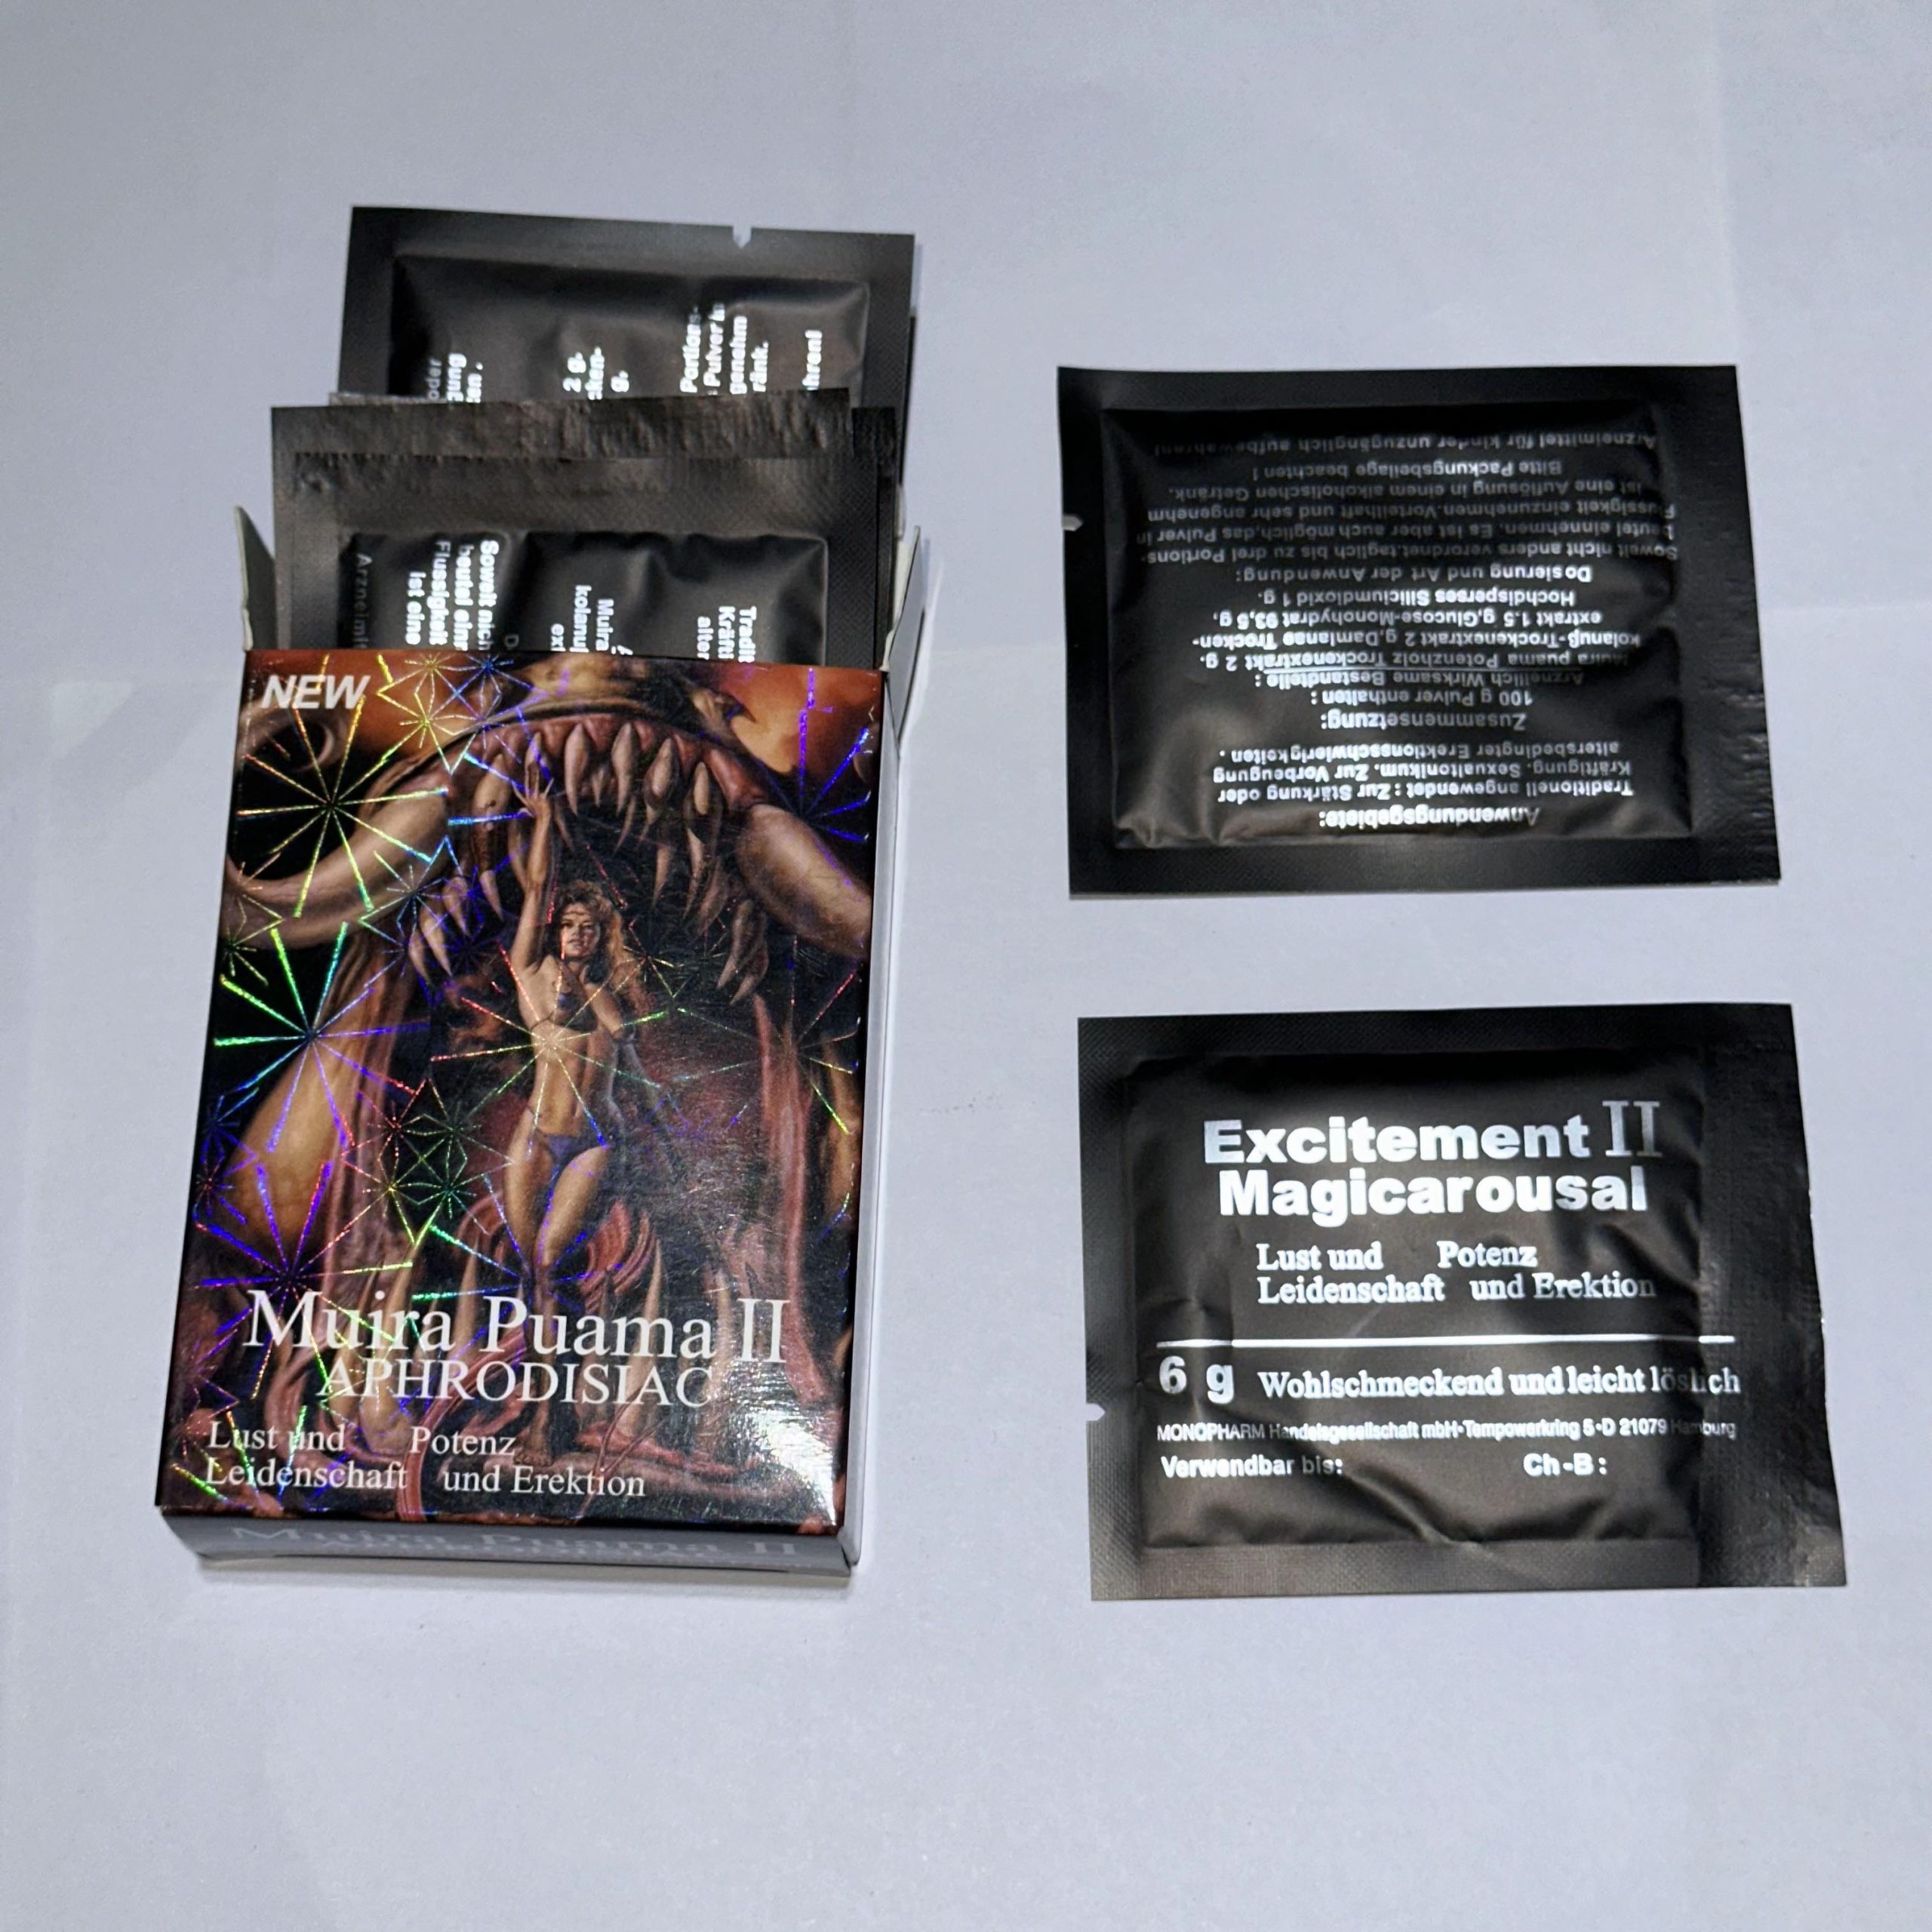 NEW
Muira Puama II
APHRODISIAC
Lust und Potenz
Leidenschaft und Erektion
Muira Puama II
Anwendungsgebiete:
Traditionell angewendet : Zur Stärkung oder
Kräftigung. Sexualtonikum. Zur Vorbeugung
altersbedingter Erektionsschwierigkeiten .
Zusammensetzung:
100 g Pulver enthalten :
Arzneilich Wirksame Bestandteile :
Muira puama Potenzholz Trockenextrakt 2 g.
kolanuß-Trockenextrakt 2 g,Damianae Trocken-
extrakt 1.5 g,Glucose-Monohydrat 93,5 g.
Hochdisperses Siliciumdioxid 1 g.
Dosierung und Art der Anwendung:
Soweit nicht anders verordnet,taglich bis zu drei Portions-
beutel einnehmen. Es ist aber auch möglich,das Pulver in
Flussigkeit einzunehmen.Vorteilhaft und sehr angenehm
ist eine Auflösung in einem alkoholischen Getränk.
Bitte Packungsbeilage beachten !
Arzneimittel für kinder unzugänglich aufbewahren!
Excitement II
Magicarousal
Lust und Potenz
Leidenschaft und Erektion
6 g Wohlschmeckend und leicht löslich
MONOPHARM Handelsgesellschaft mbH•Tempowerkring 5•D 21079 Hamburg
Verwendbar bis: Ch-B :